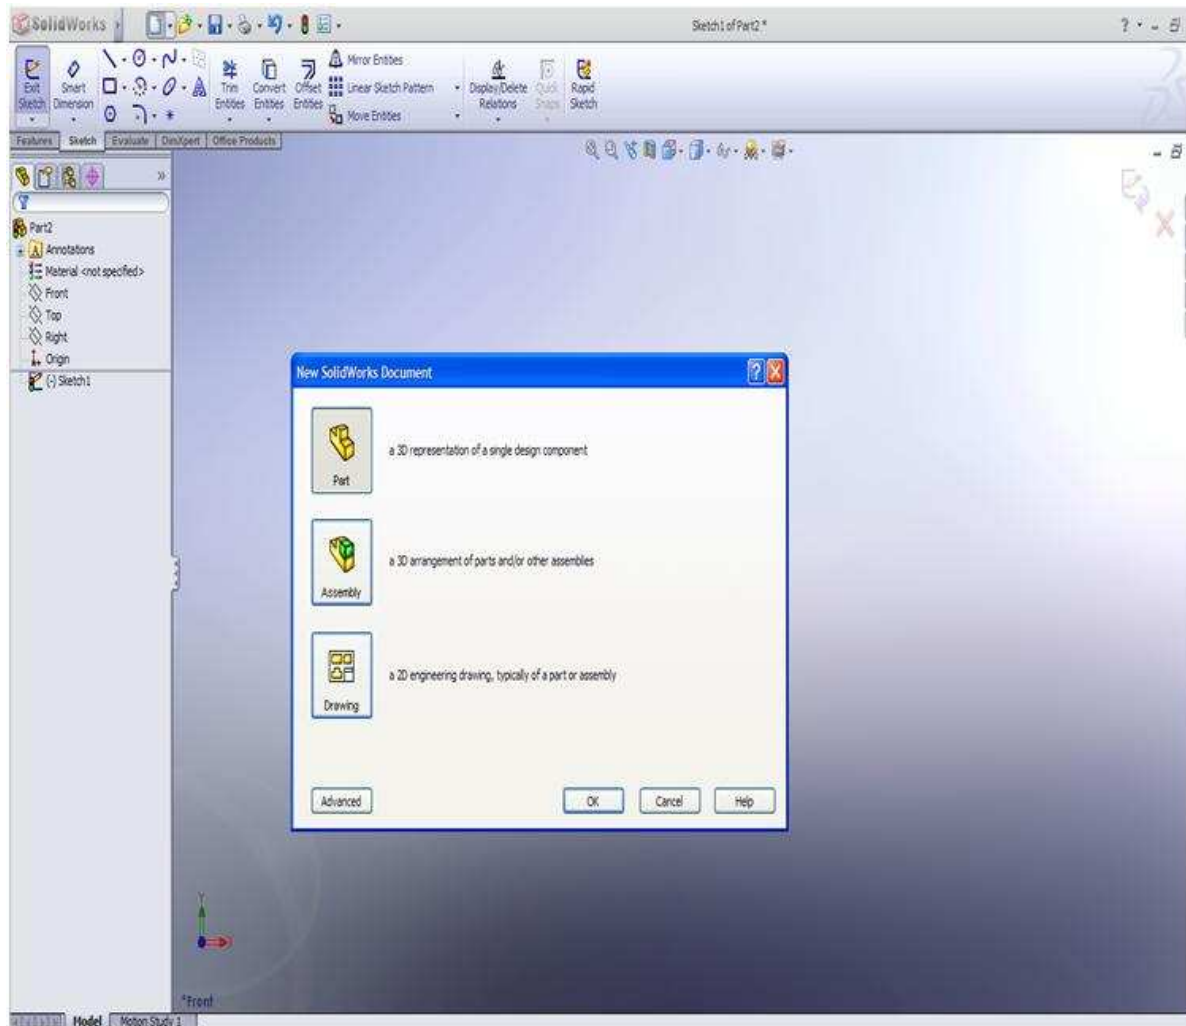 SolidWorks
Sketch1 of Part2 *
?
Exit Sketch
Smart Dimension
Trim Entities
Convert Entities
Offset Entities
Mirror Entities
Linear Sketch Pattern
Move Entities
Display/Delete Relations
Quick Snaps
Rapid Sketch
Features
Sketch
Evaluate
DimXpert
Office Products
Part2
Annotations
Material <not specified>
Front
Top
Right
Origin
(-) Sketch1
New SolidWorks Document
Part
a 3D representation of a single design component
Assembly
a 3D arrangement of parts and/or other assemblies
Drawing
a 2D engineering drawing, typically of a part or assembly
Advanced
OK
Cancel
Help
Y
*Front
Model
Motion Study 1